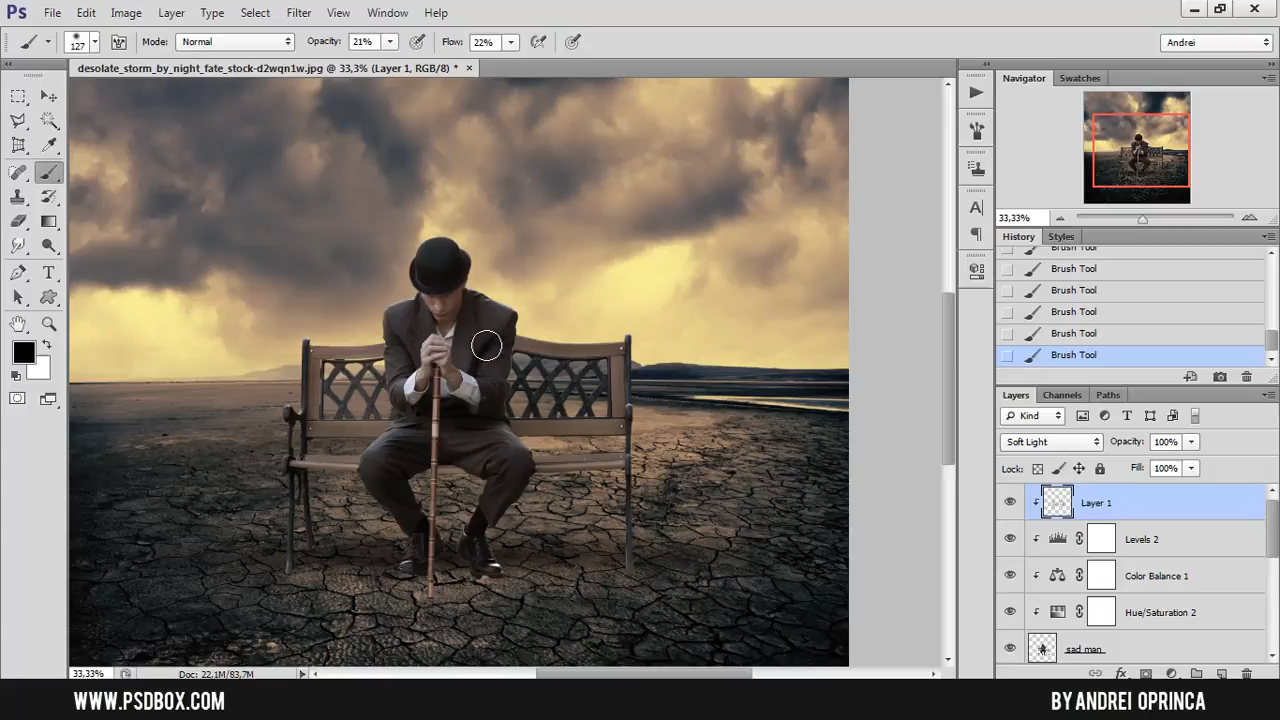 Ps File Edit Image Layer Type Select Filter View Window Help
127 Mode: Normal Opacity: 21% Flow: 22% Andrei
desolate_storm_by_night_fate_stock-d2wqn1w.jpg @ 33,3% (Layer 1, RGB/8) * ×
Navigator Swatches
33,33%
History Styles
Brush Tool
Brush Tool
Brush Tool
Brush Tool
Brush Tool
Brush Tool
Layers Channels Paths
Kind
Soft Light Opacity: 100%
Lock: Fill: 100%
Layer 1
Levels 2
Color Balance 1
Hue/Saturation 2
sad man
33,33% Doc: 22,1M/83,7M
WWW.PSDBOX.COM BY ANDREI OPRINCA